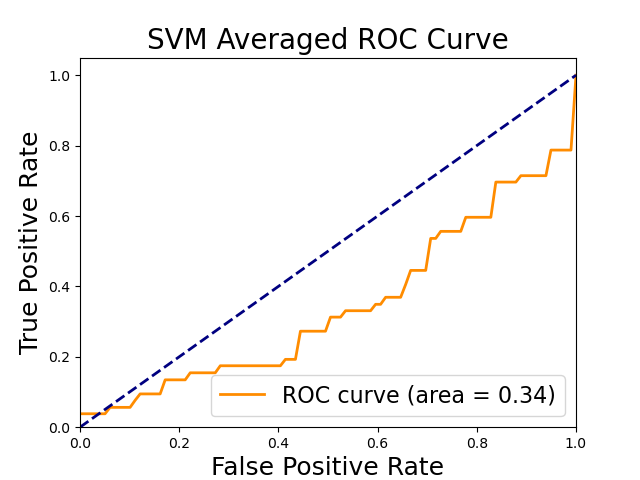 SVM Averaged ROC Curve
True Positive Rate
1.0
0.8
0.6
0.4
0.2
0.0
ROC curve (area = 0.34)
0.0 0.2 0.4 0.6 0.8 1.0
False Positive Rate